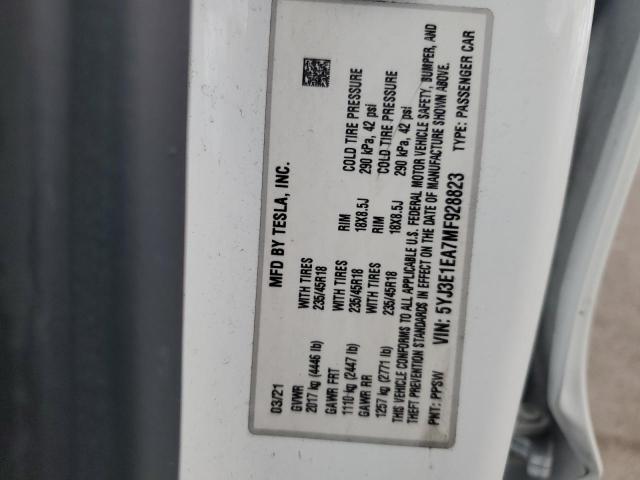 03/21 MFD BY TESLA, INC.
GVWR
2017 kg (4446 lb) WITH TIRES 235/45R18
GAWR FRT WITH TIRES RIM COLD TIRE PRESSURE
1110 kg (2447 lb) 235/45R18 18X8.5J 290 kPa, 42 psi
GAWR RR WITH TIRES RIM COLD TIRE PRESSURE
1257 kg (2771 lb) 235/45R18 18X8.5J 290 kPa, 42 psi
THIS VEHICLE CONFORMS TO ALL APPLICABLE U.S. FEDERAL MOTOR VEHICLE SAFETY, BUMPER, AND
THEFT PREVENTION STANDARDS IN EFFECT ON THE DATE OF MANUFACTURE SHOWN ABOVE.
VIN: 5YJ3E1EA7MF928823
PNT: PPSW TYPE: PASSENGER CAR